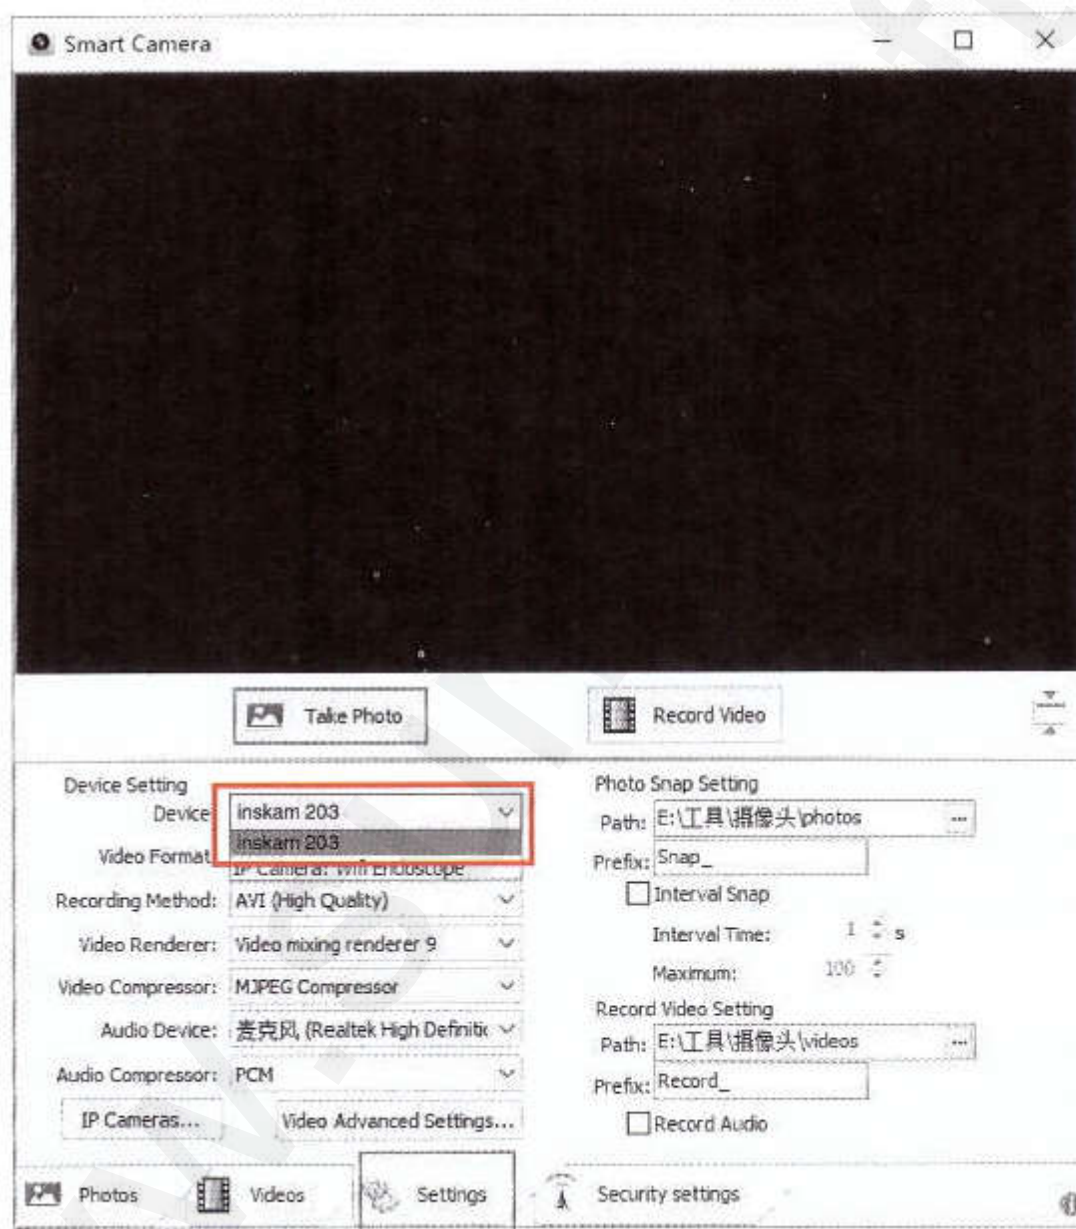 Smart Camera
Take Photo
Record Video
Device Setting
Device
inskam 203
inskam 203
IP Camera: Wifi Endoscope
Video Format
Recording Method: AVI (High Quality)
Video Renderer: Video mixing renderer 9
Video Compressor: MJPEG Compressor
Audio Device: 麦克风 (Realtek High Definitic
Audio Compressor: PCM
IP Cameras...
Video Advanced Settings...
Photo Snap Setting
Path: E:\工具\摄像头\photos ...
Prefix: Snap_
Interval Snap
Interval Time: 1 s
Maximum: 100
Record Video Setting
Path: E:\工具\摄像头\videos ...
Prefix: Record_
Record Audio
Photos
Videos
Settings
Security settings